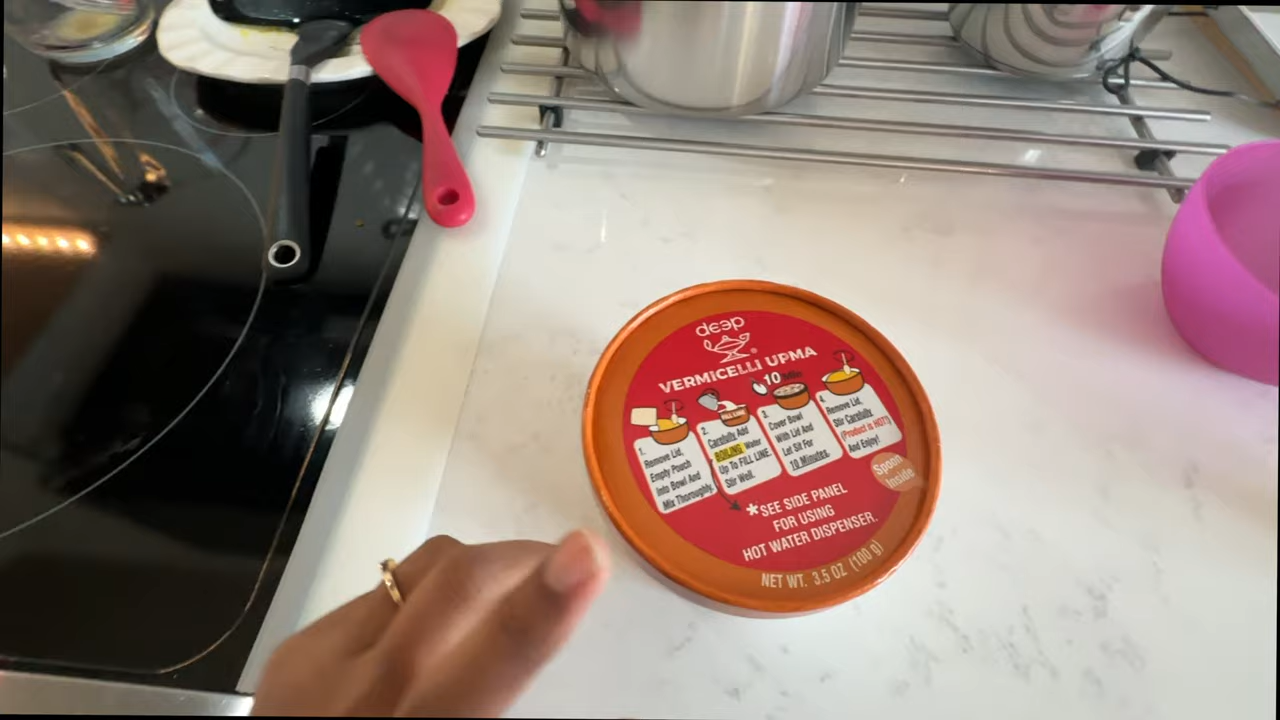 deep
VERMICELLI UPMA
1.
Remove Lid,
Empty Pouch
Into Bowl And
Mix Thoroughly.
FILL LINE
2.
Carefully Add
BOILING Water
Up To FILL LINE.
Stir Well.
10
3.
Cover Bowl
With Lid And
Let Sit For
10 Minutes.
4.
Remove Lid,
Stir Carefully
(Product is HOT!)
And Enjoy!
Spoon
Inside
*SEE SIDE PANEL
FOR USING
HOT WATER DISPENSER.
NET WT. 3.5 OZ (100 g)